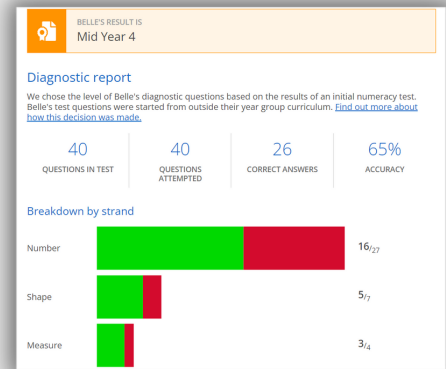 BELLE'S RESULT IS
Mid Year 4
Diagnostic report
We chose the level of Belle's diagnostic questions based on the results of an initial numeracy test.
Belle's test questions were started from outside their year group curriculum. Find out more about
how this decision was made.
40
QUESTIONS IN TEST
40
QUESTIONS
ATTEMPTED
26
CORRECT ANSWERS
65%
ACCURACY
Breakdown by strand
Number
16/27
Shape
5/7
Measure
3/4